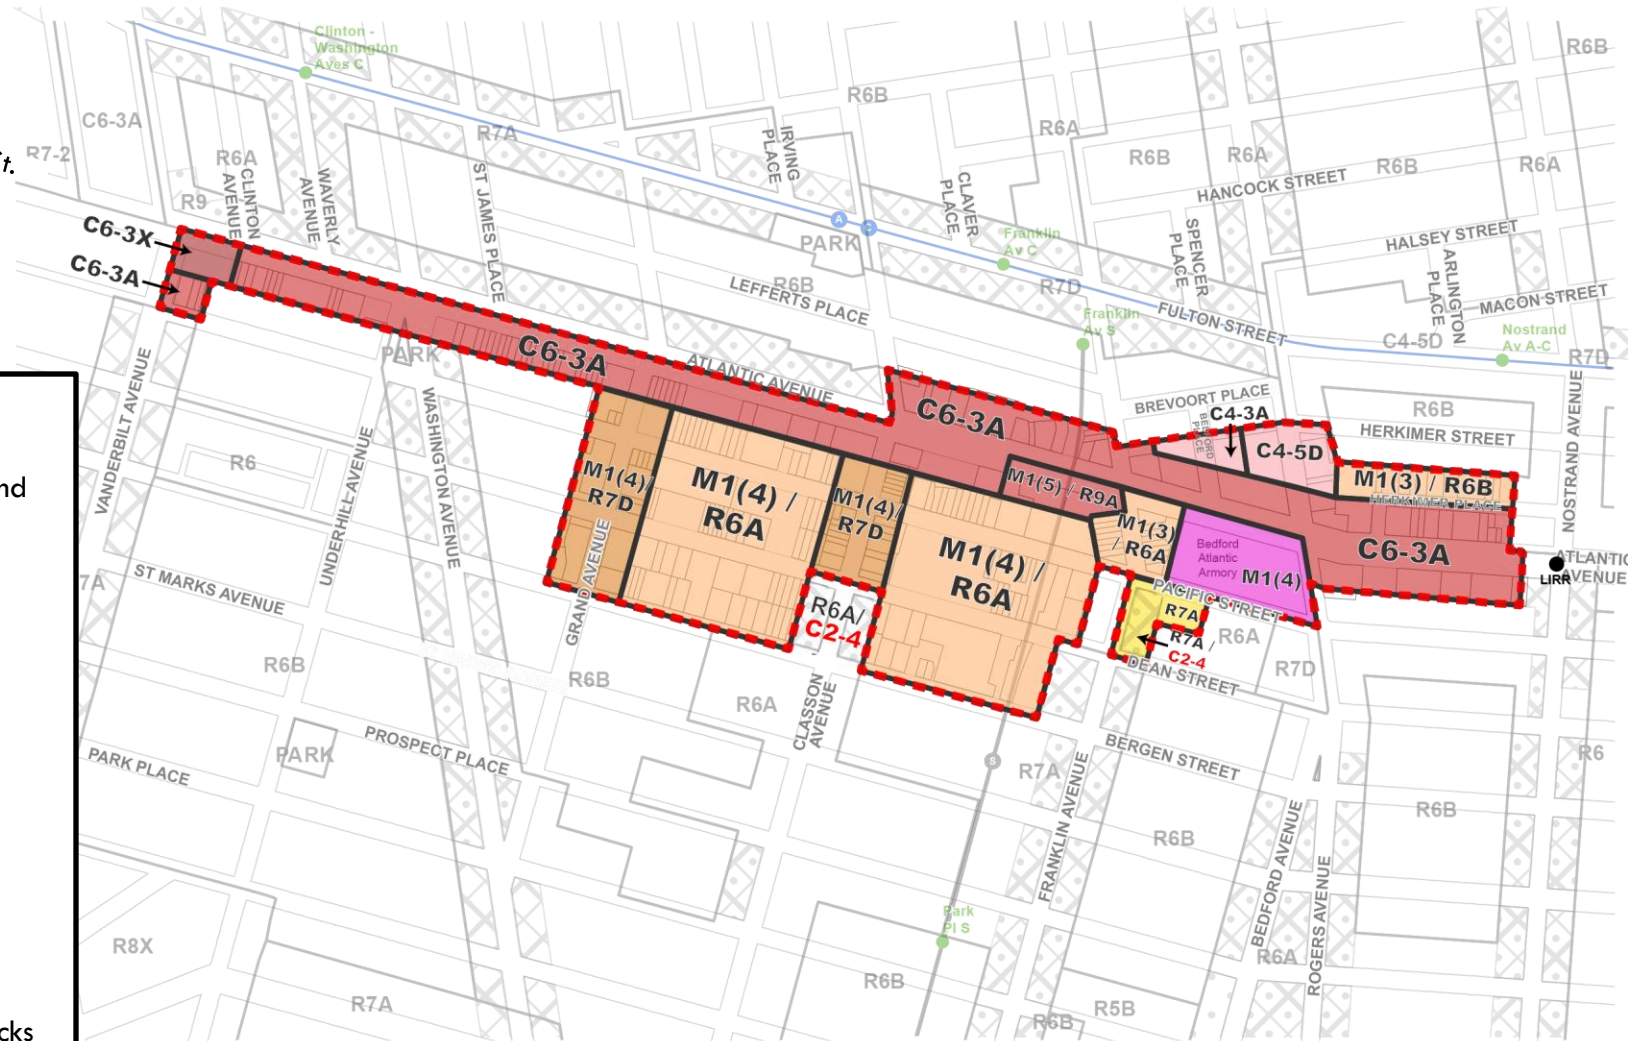 Clinton -
Washington
Aves C
R6B
C6-3A
R6B
R7A
R6A
R7-2
ft.
R6A
IRVING
PLACE
R6B
R6A
R6B
R6A
CLINTON
AVENUE
WAVERLY
AVENUE
ST JAMES PLACE
CLAVER
PLACE
HANCOCK STREET
R9
C6-3X
A
C
PARK
Franklin
Av C
SPENCER
PLACE
HALSEY STREET
C6-3A
R6B
LEFFERTS PLACE
R7D
FULTON STREET
ARLINGTON
PLACE
MACON STREET
Franklin
Av S
C4-5D
Nostrand
Av A-C
R7D
PARK
C6-3A
ATLANTIC AVENUE
VANDERBILT AVENUE
WASHINGTON AVENUE
UNDERHILL AVENUE
C6-3A
BREVOORT PLACE
C4-3A
BEDFORD
PLACE
C4-5D
R6B
HERKIMER STREET
NOSTRAND AVENUE
R6
nd
M1(4)/
R7D
M1(4) /
R6A
M1(4)/
R7D
M1(5) / R9A
M1(3) / R6B
HERKIMER PLACE
M1(3)
/ R6A
Bedford
Atlantic
Armory
M1(4)
C6-3A
ATLANTIC
AVENUE
LIRR
M1(4) /
R6A
7A
ST MARKS AVENUE
GRAND AVENUE
R6A/
C2-4
PACIFIC STREET
R7A
R7A /
C2-4
R6A
R7D
DEAN STREET
R6B
R6B
R6A
CLASSON
AVENUE
PARK
PROSPECT PLACE
PARK PLACE
S
R7A
BERGEN STREET
R6
FRANKLIN AVENUE
R6B
R6B
BEDFORD AVENUE
ROGERS AVENUE
Park
Pl S
R8X
R7A
R6B
R6A
R5B
R6B
cks